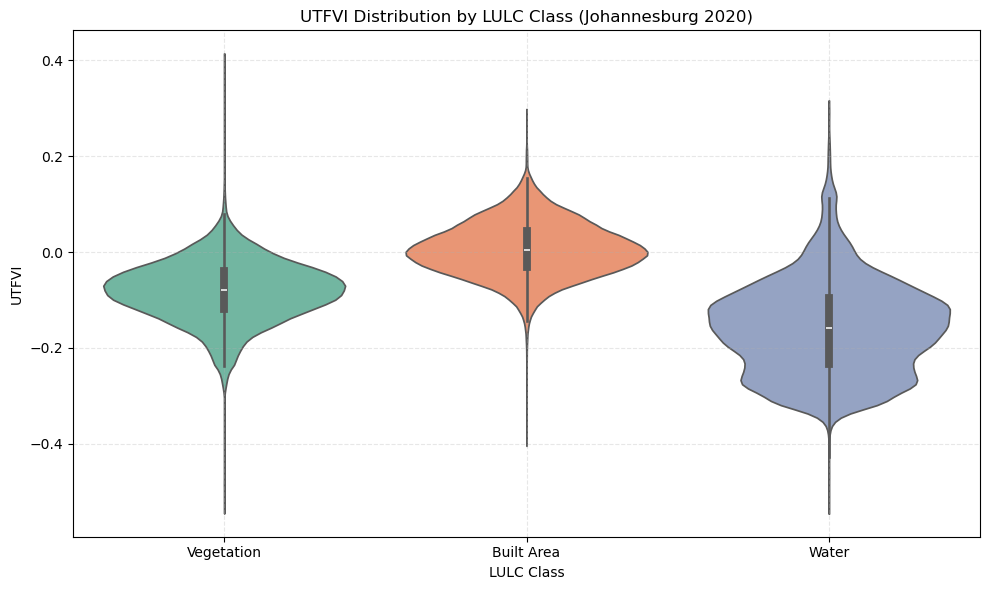 UTFVI Distribution by LULC Class (Johannesburg 2020)
UTFVI
0.4
0.2
0.0
−0.2
−0.4
Vegetation
Built Area
Water
LULC Class